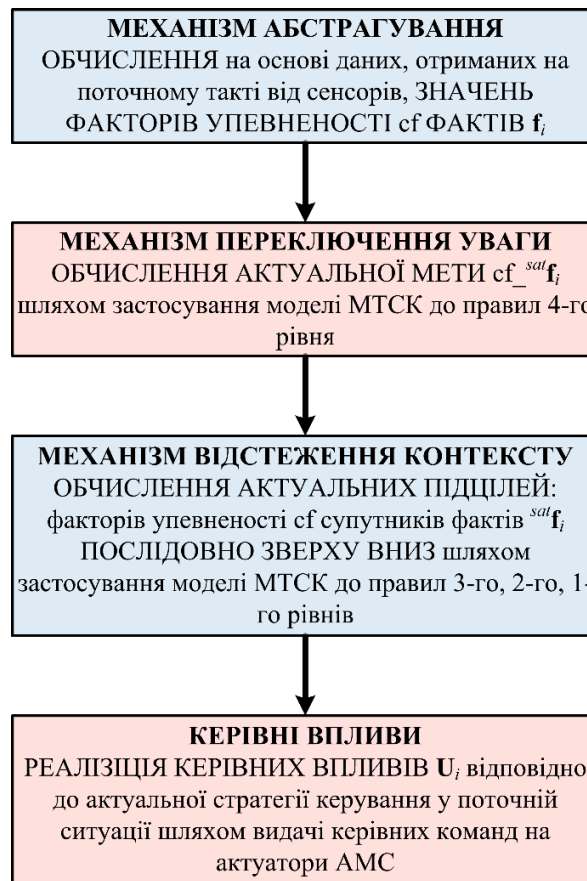 МЕХАНІЗМ АБСТРАГУВАННЯ
ОБЧИСЛЕННЯ на основі даних, отриманих на
поточному такті від сенсорів, ЗНАЧЕНЬ
ФАКТОРІВ УПЕВНЕНОСТІ cf ФАКТІВ fi
МЕХАНІЗМ ПЕРЕКЛЮЧЕННЯ УВАГИ
ОБЧИСЛЕННЯ АКТУАЛЬНОЇ МЕТИ cf_satfi
шляхом застосування моделі МТСК до правил 4-го
рівня
МЕХАНІЗМ ВІДСТЕЖЕННЯ КОНТЕКСТУ
ОБЧИСЛЕННЯ АКТУАЛЬНИХ ПІДЦІЛЕЙ:
факторів упевненості cf супутників фактів satfi
ПОСЛІДОВНО ЗВЕРХУ ВНИЗ шляхом
застосування моделі МТСК до правил 3-го, 2-го, 1-
го рівнів
КЕРІВНІ ВПЛИВИ
РЕАЛІЗІЦІЯ КЕРІВНИХ ВПЛИВІВ Ui відповідно
до актуальної стратегії керування у поточній
ситуації шляхом видачі керівних команд на
актуатори АМС